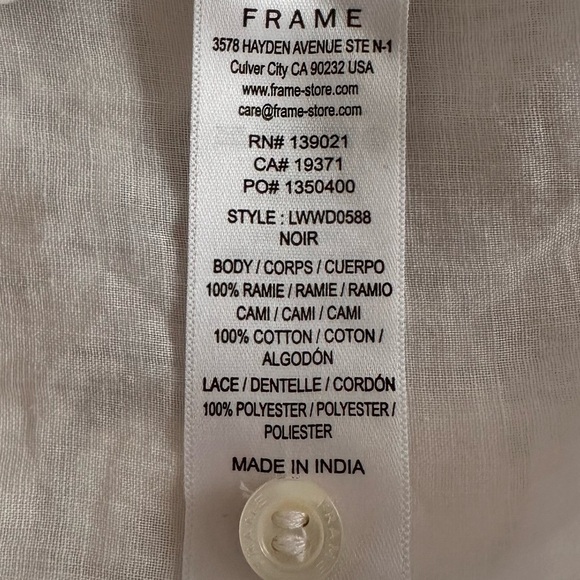 FRAME
3578 HAYDEN AVENUE STE N-1
Culver City CA 90232 USA
www.frame-store.com
care@frame-store.com
RN# 139021
CA# 19371
PO# 1350400
STYLE : LWWD0588
NOIR
BODY / CORPS / CUERPO
100% RAMIE / RAMIE / RAMIO
CAMI / CAMI / CAMI
100% COTTON / COTON /
ALGODÓN
LACE / DENTELLE / CORDÓN
100% POLYESTER / POLYESTER /
POLIESTER
MADE IN INDIA
FRAME